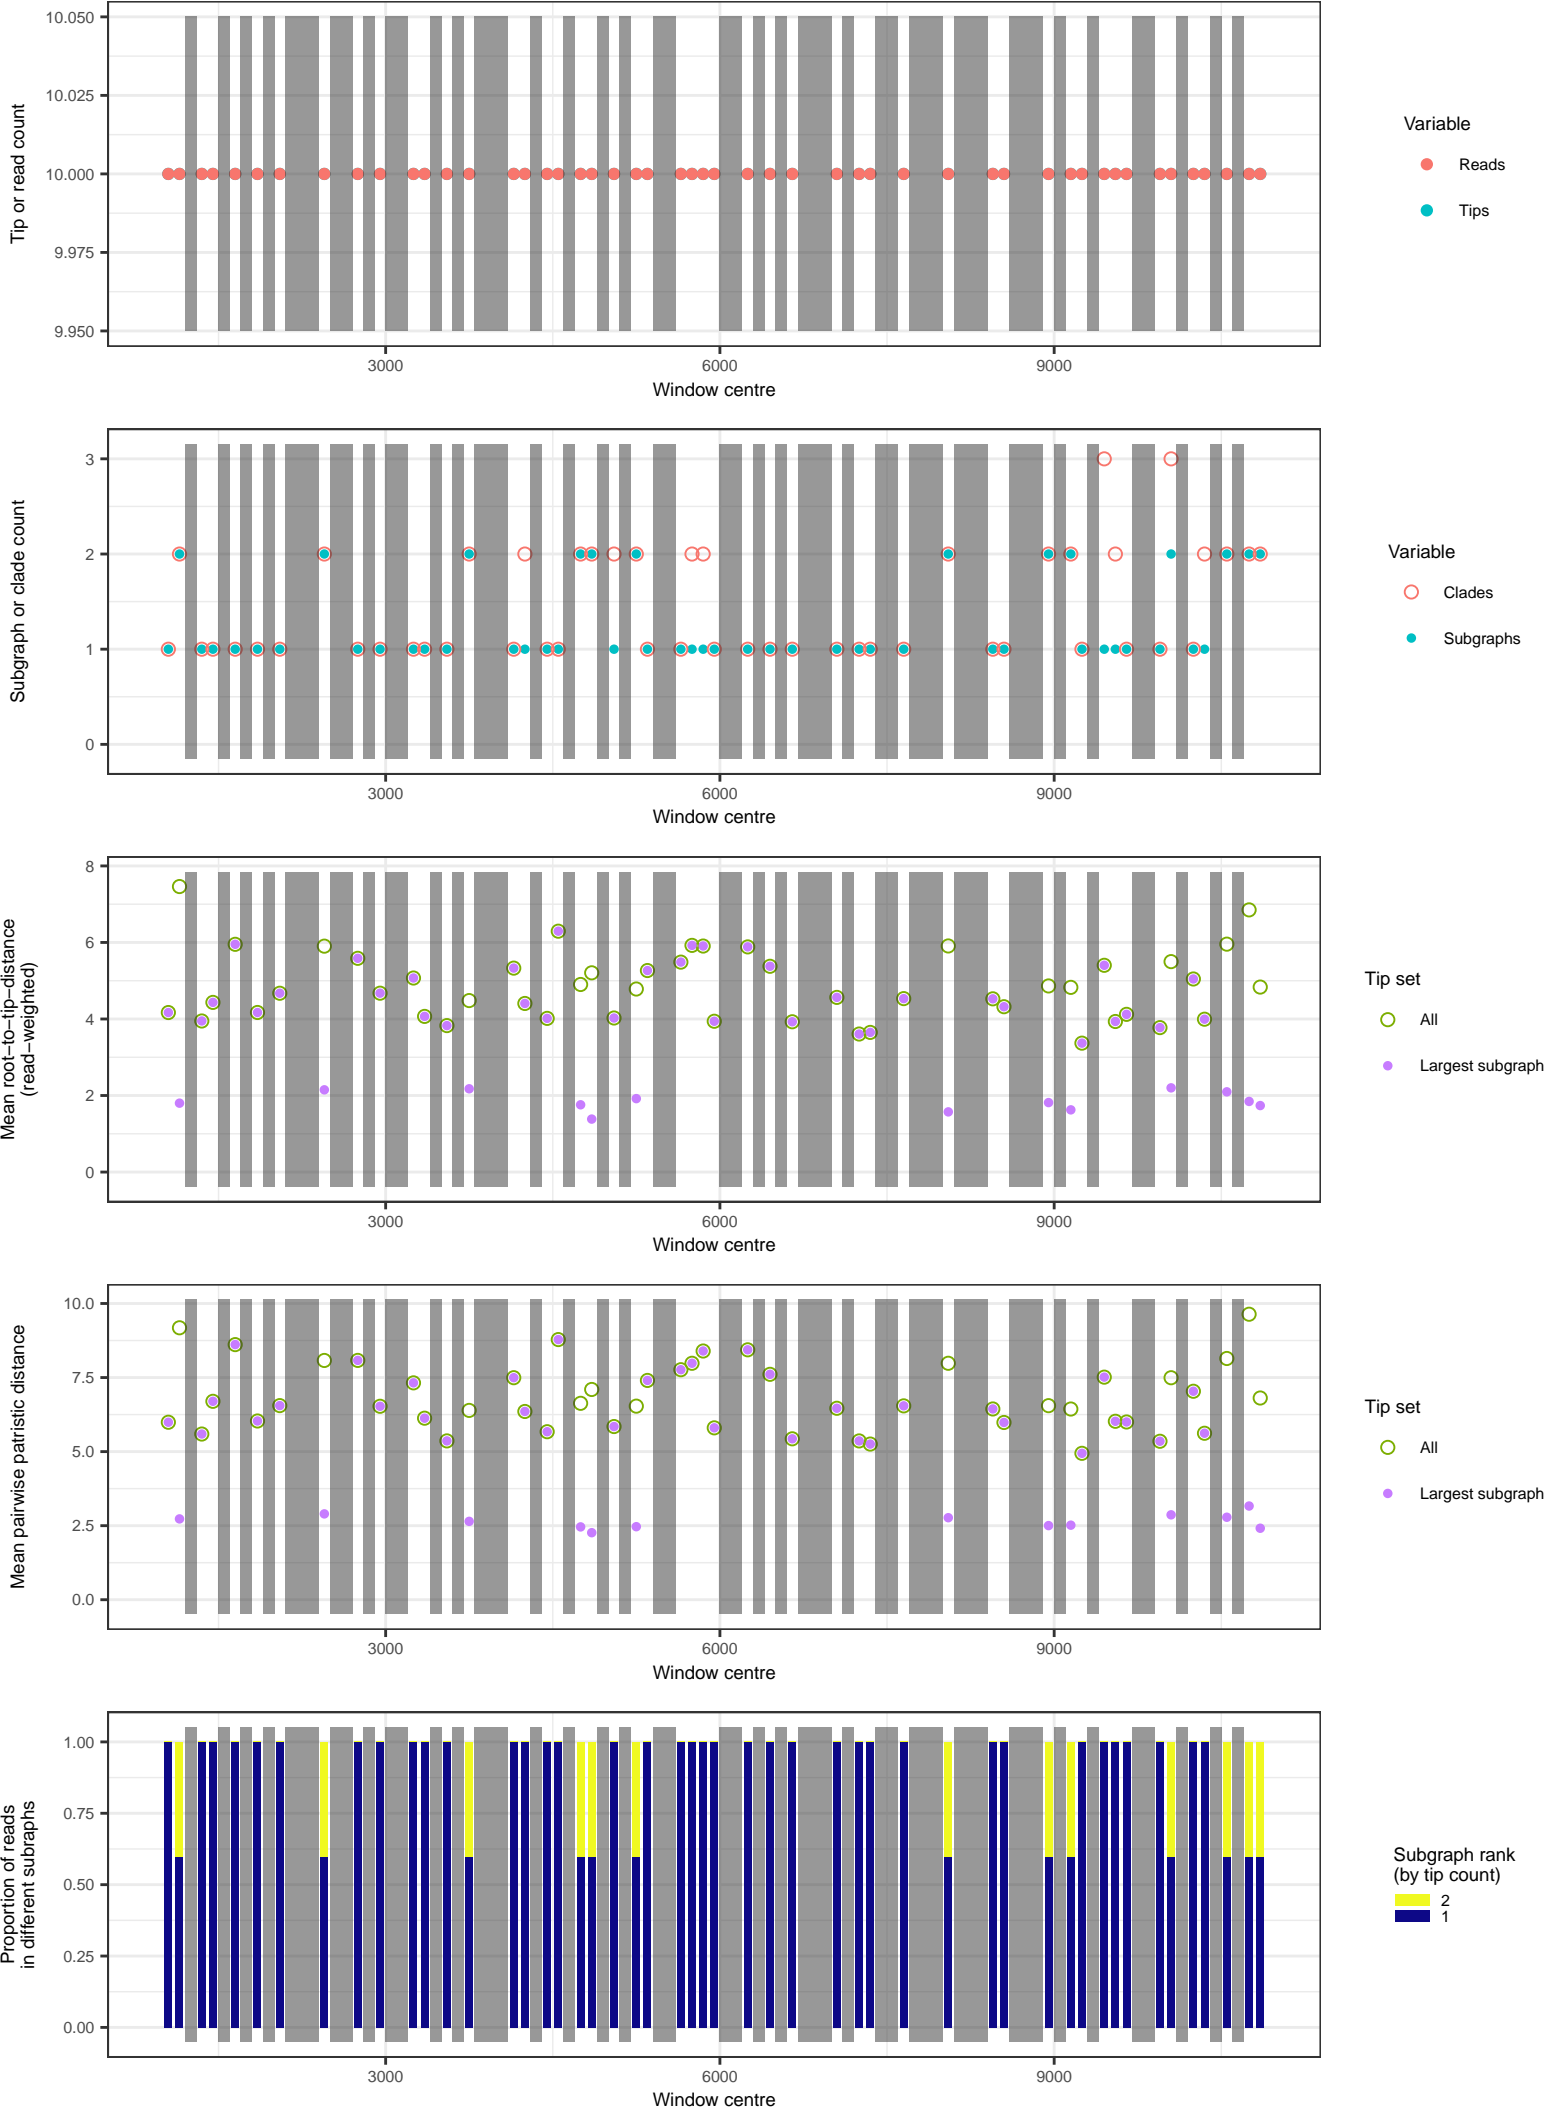 10.050
10.025
10.000
9.975
9.950
Tip or read count
3000 6000 9000
Window centre
Variable
Reads
Tips
3
2
1
0
Subgraph or clade count
3000 6000 9000
Window centre
Variable
Clades
Subgraphs
8
6
4
2
0
Mean root-to-tip-distance
(read-weighted)
3000 6000 9000
Window centre
Tip set
All
Largest subgraph
10.0
7.5
5.0
2.5
0.0
Mean pairwise patristic distance
3000 6000 9000
Window centre
Tip set
All
Largest subgraph
1.00
0.75
0.50
0.25
0.00
Proportion of reads
in different subraphs
3000 6000 9000
Window centre
Subgraph rank
(by tip count)
2
1